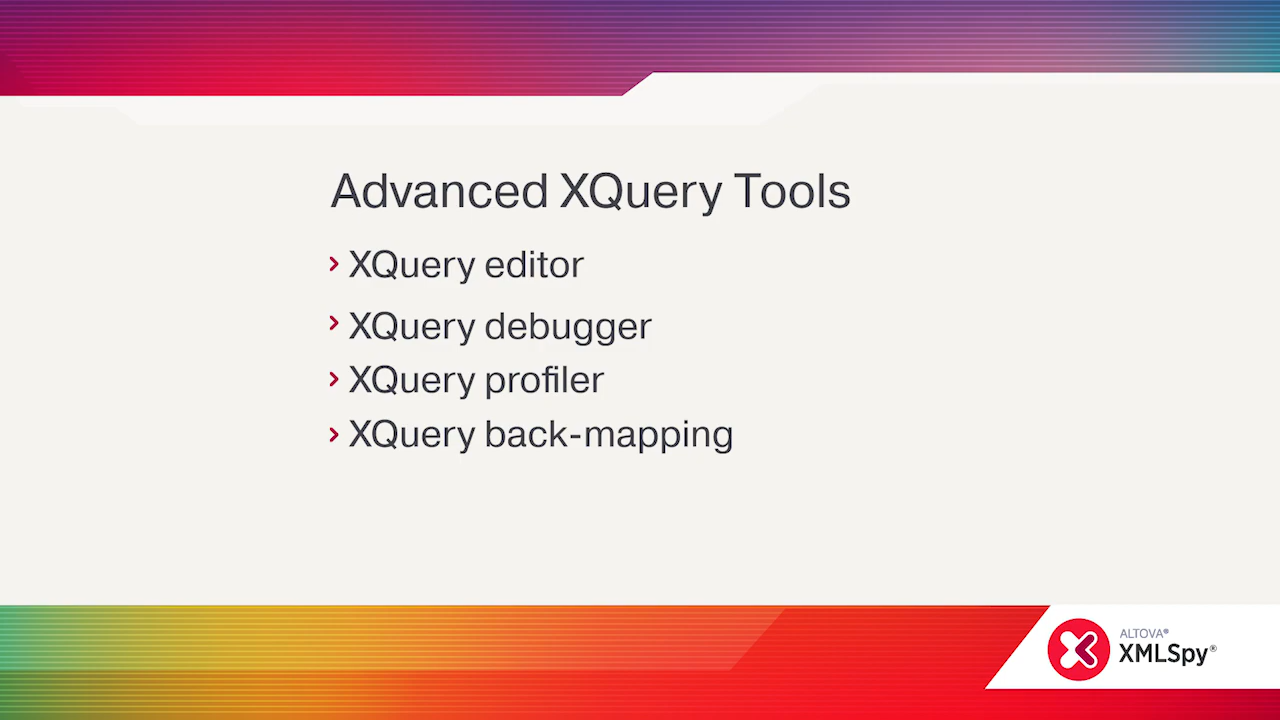 Advanced XQuery Tools
XQuery editor
XQuery debugger
XQuery profiler
XQuery back-mapping
ALTOVA®
XMLSpy®